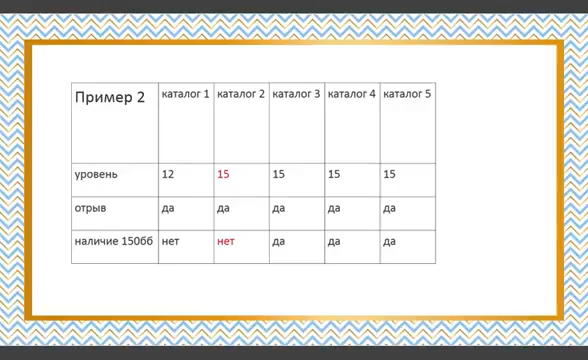 Пример 2 каталог 1 каталог 2 каталог 3 каталог 4 каталог 5
уровень 12 15 15 15 15
отрыв да да да да да
наличие 150бб нет нет да да да